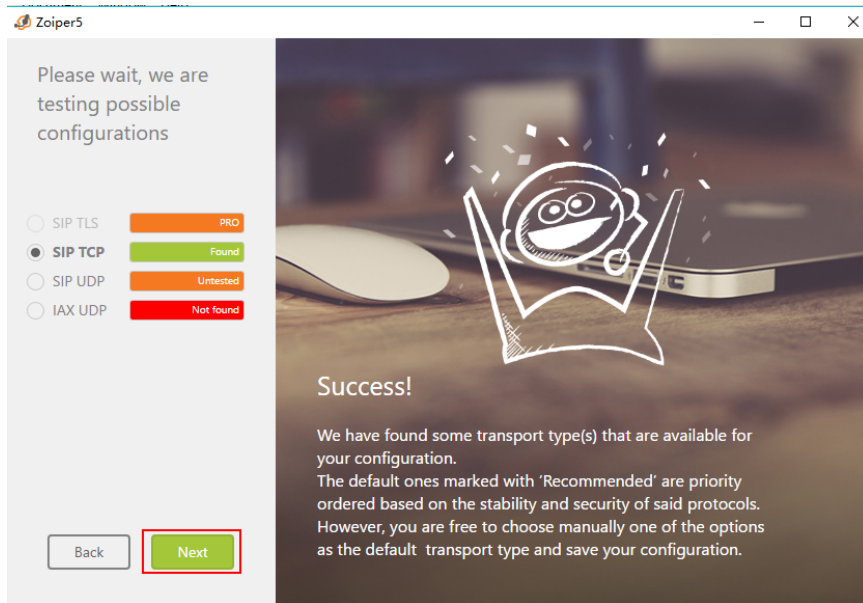 Zoiper5
Please wait, we are
testing possible
configurations
SIP TLS PRO
SIP TCP Found
SIP UDP Untested
IAX UDP Not found
Success!
We have found some transport type(s) that are available for
your configuration.
The default ones marked with ‘Recommended’ are priority
ordered based on the stability and security of said protocols.
However, you are free to choose manually one of the options
as the default transport type and save your configuration.
Back Next